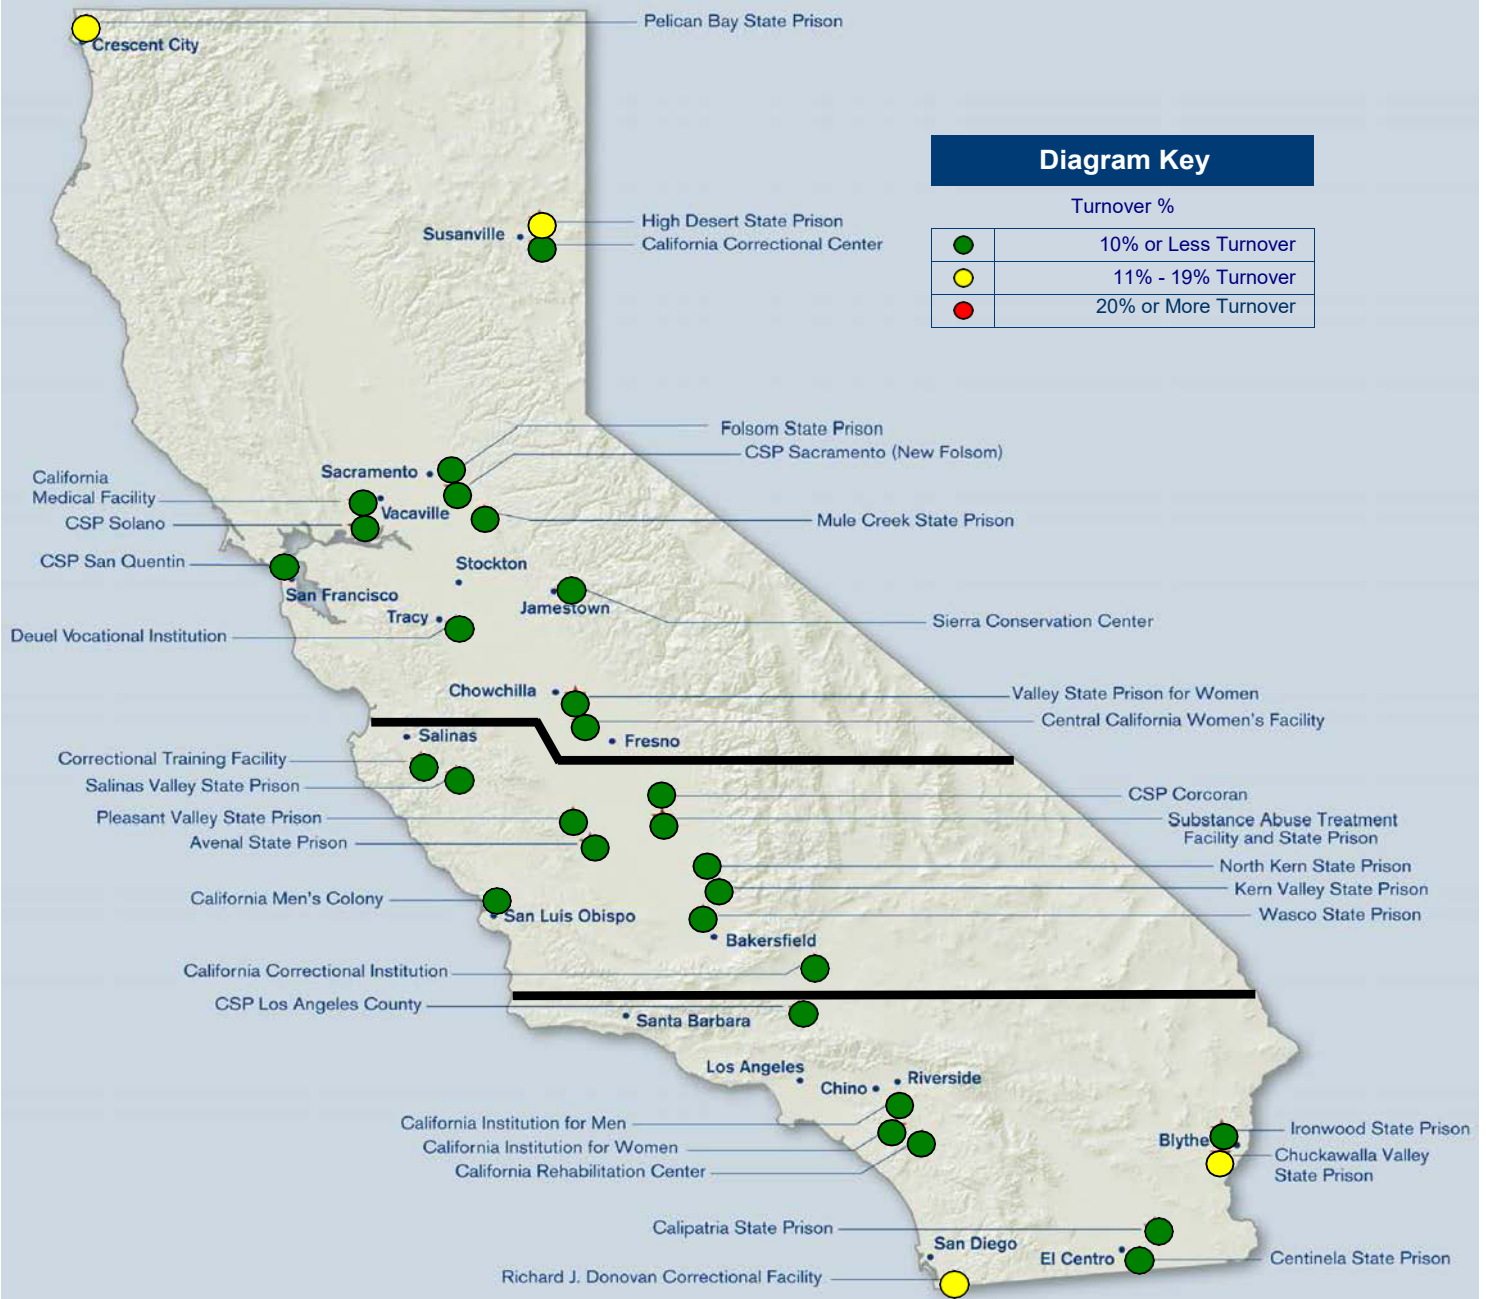 Pelican Bay State Prison
Crescent City
Diagram Key
Turnover %
10% or Less Turnover
11% - 19% Turnover
20% or More Turnover
High Desert State Prison
Susanville
California Correctional Center
Folsom State Prison
CSP Sacramento (New Folsom)
Sacramento
California
Medical Facility
Vacaville
CSP Solano
Mule Creek State Prison
CSP San Quentin
Stockton
San Francisco
Jamestown
Tracy
Sierra Conservation Center
Deuel Vocational Institution
Chowchilla
Valley State Prison for Women
Central California Women's Facility
Salinas
Fresno
Correctional Training Facility
Salinas Valley State Prison
CSP Corcoran
Pleasant Valley State Prison
Substance Abuse Treatment
Facility and State Prison
Avenal State Prison
North Kern State Prison
Kern Valley State Prison
California Men's Colony
San Luis Obispo
Wasco State Prison
Bakersfield
California Correctional Institution
CSP Los Angeles County
Santa Barbara
Los Angeles
Chino
Riverside
California Institution for Men
California Institution for Women
California Rehabilitation Center
Ironwood State Prison
Blythe
Chuckawalla Valley
State Prison
Calipatria State Prison
San Diego
El Centro
Centinela State Prison
Richard J. Donovan Correctional Facility